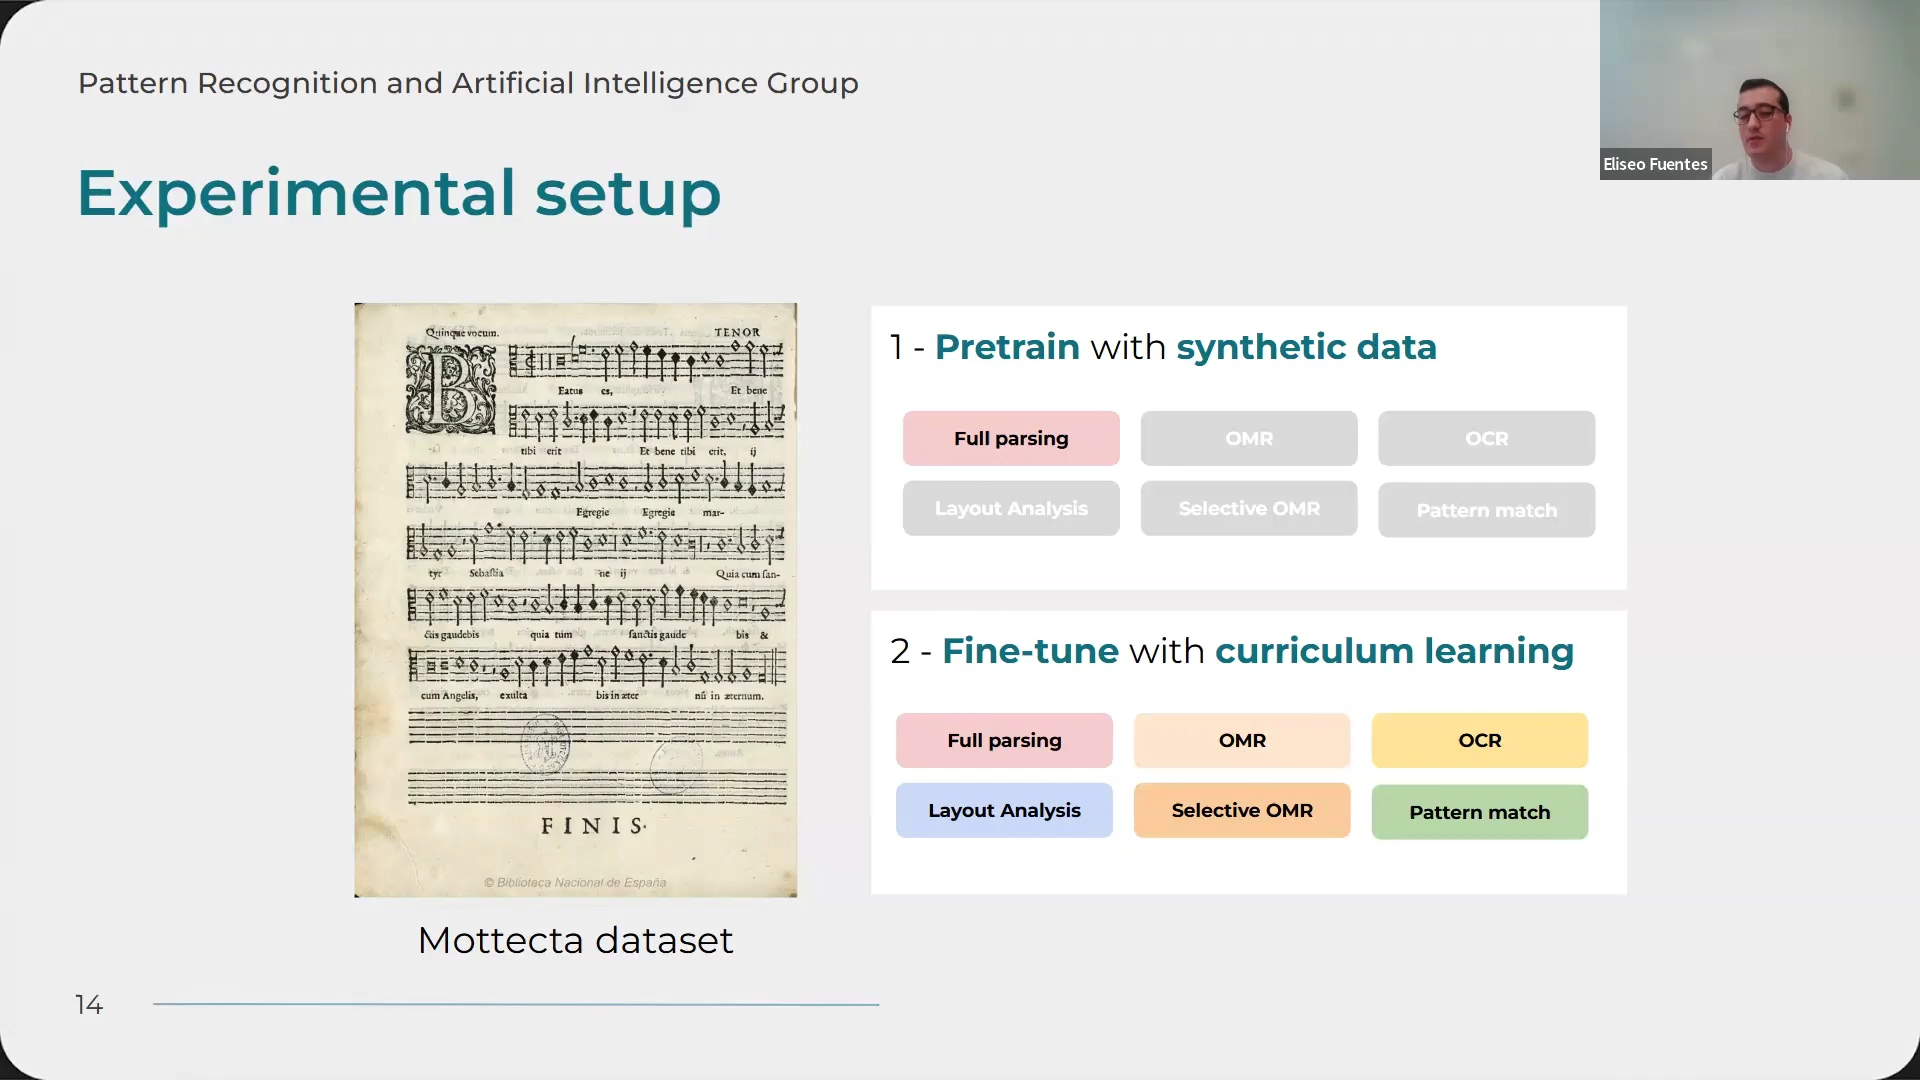 Pattern Recognition and Artificial Intelligence Group
Eliseo Fuentes
Experimental setup
Quinque vocum.
TENOR
Eatus es,
Et bene
tibi erit
Et bene tibi erit, ij
Egregie Egregie mar-
tyr Sebastia ne ij Quia cum san-
ctis gaudebis quia tum sanctis gaude bis &
cum Angelis, exulta bis in æter nū in æternum.
FINIS.
© Biblioteca Nacional de España
Mottecta dataset
1 - Pretrain with synthetic data
Full parsing
OMR
OCR
Layout Analysis
Selective OMR
Pattern match
2 - Fine-tune with curriculum learning
Full parsing
OMR
OCR
Layout Analysis
Selective OMR
Pattern match
14